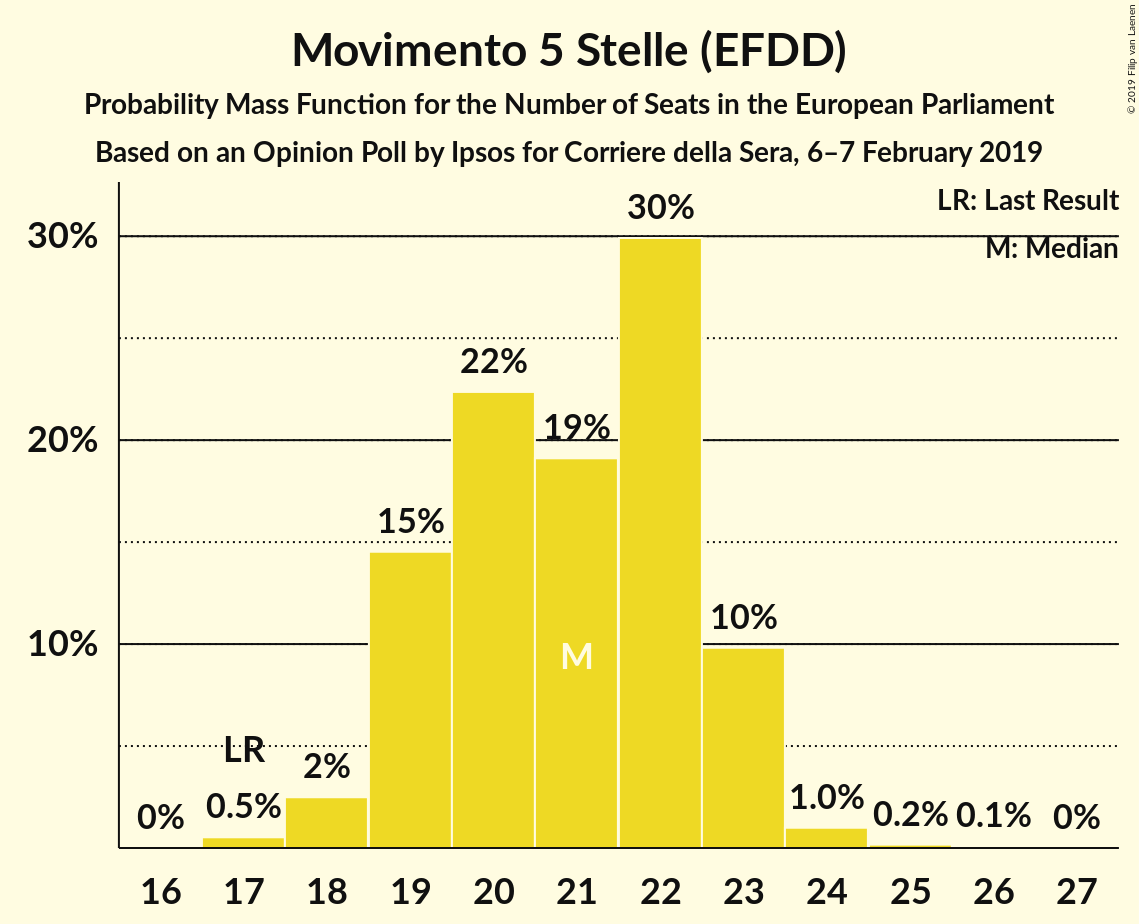 Movimento 5 Stelle (EFDD)
Probability Mass Function for the Number of Seats in the European Parliament
Based on an Opinion Poll by Ipsos for Corriere della Sera, 6–7 February 2019
© 2019 Filip van Laenen
LR: Last Result
M: Median
30%
20%
10%
0%
LR
0.5%
2%
15%
22%
19%
M
30%
10%
1.0%
0.2%
0.1%
0%
16 17 18 19 20 21 22 23 24 25 26 27